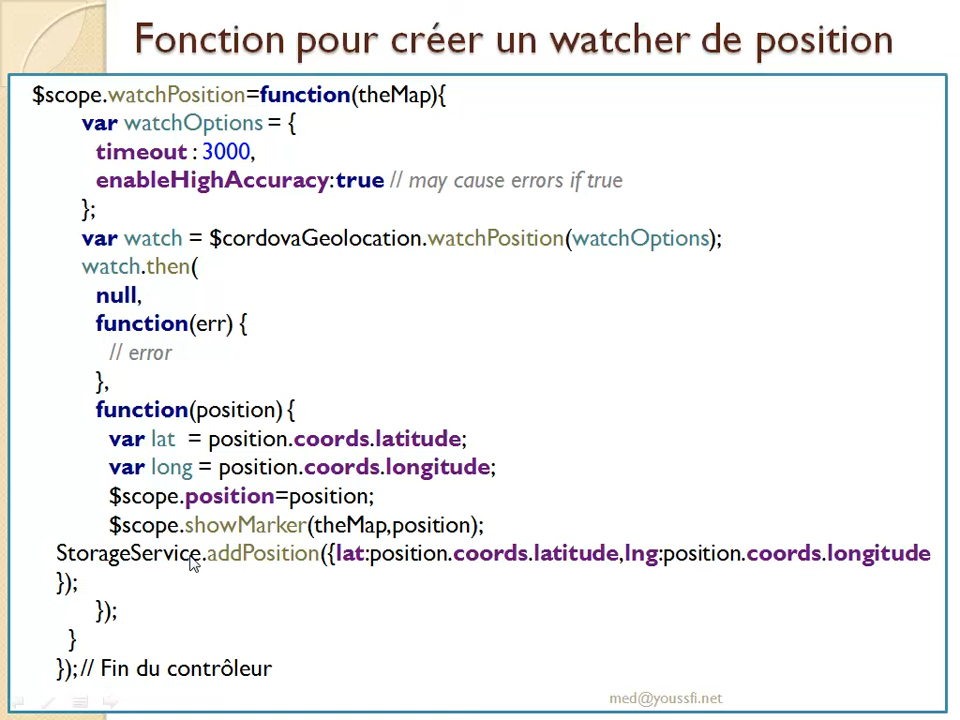 Fonction pour créer un watcher de position
$scope.watchPosition=function(theMap){
var watchOptions = {
timeout : 3000,
enableHighAccuracy:true // may cause errors if true
};
var watch = $cordovaGeolocation.watchPosition(watchOptions);
watch.then(
null,
function(err) {
// error
},
function(position) {
var lat = position.coords.latitude;
var long = position.coords.longitude;
$scope.position=position;
$scope.showMarker(theMap,position);
StorageService.addPosition({lat:position.coords.latitude,lng:position.coords.longitude
});
});
}
}); // Fin du contrôleur
med@youssfi.net